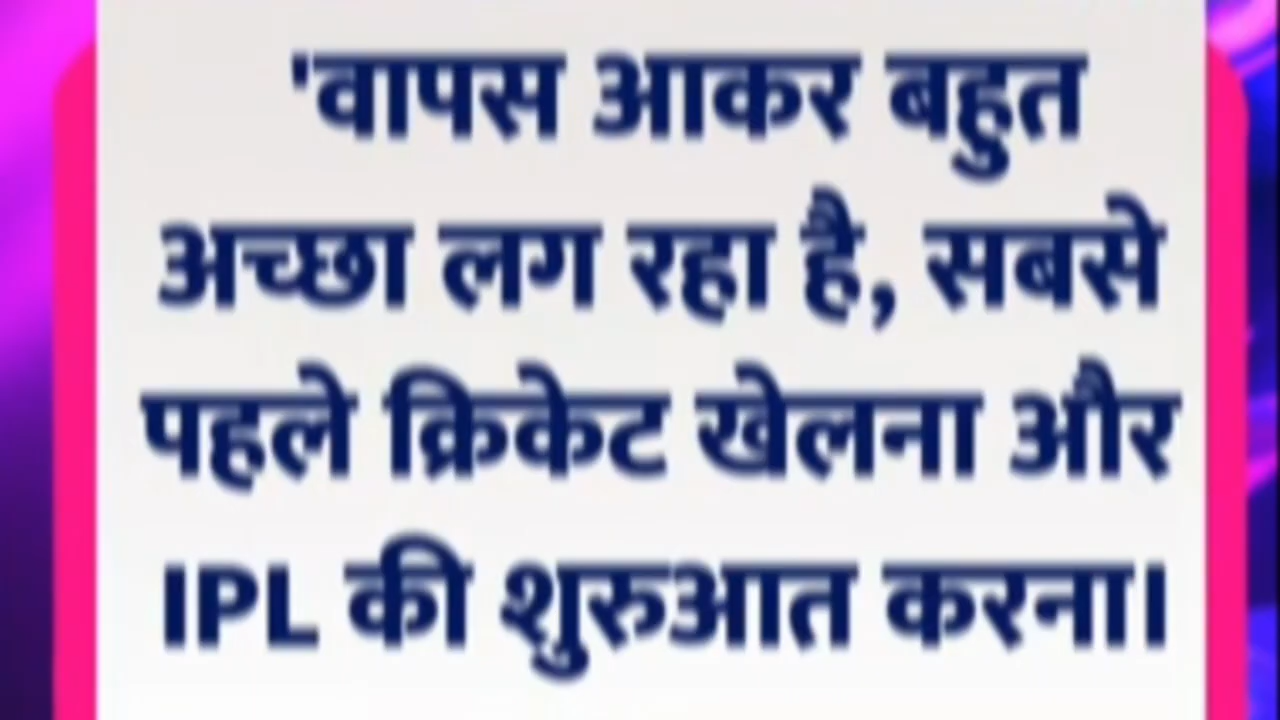 'वापस आकर बहुत
अच्छा लग रहा है, सबसे
पहले क्रिकेट खेलना और
IPL की शुरुआत करना।